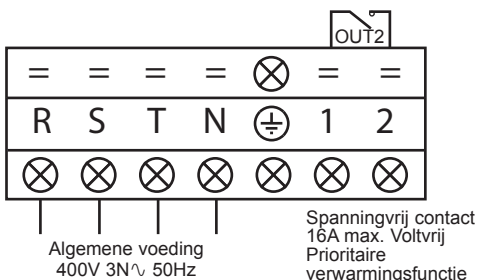 OUT2
= = = = = =
R S T N 1 2
Algemene voeding
400V 3N∿ 50Hz
Spanningvrij contact
16A max. Voltvrij
Prioritaire
verwarmingsfunctie